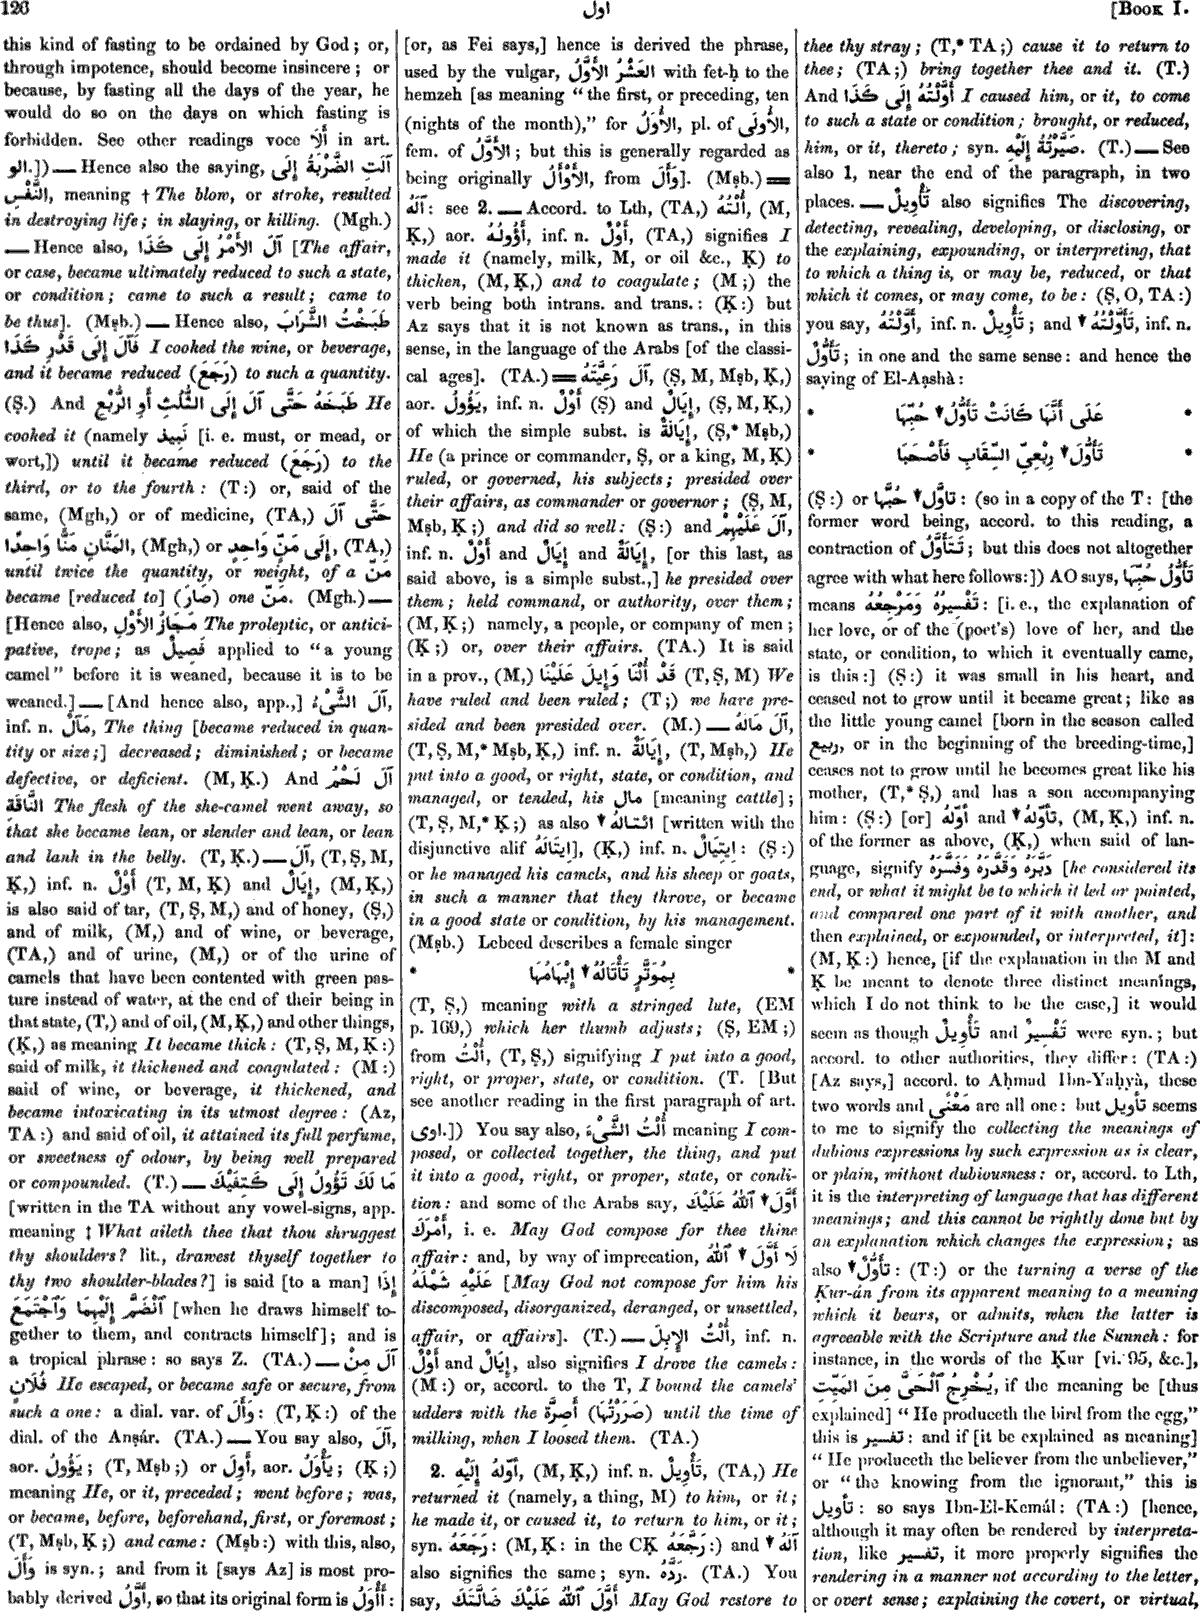 126
اول
[Book I.
this kind of fasting to be ordained by God; or,
through impotence, should become insincere; or
because, by fasting all the days of the year, he
would do so on the days on which fasting is
forbidden. See other readings voce أَلَا in art.
الو.])— Hence also the saying, آلَتِ الضَّرْبَةُ إِلَى
النَّفْسِ, meaning † The blow, or stroke, resulted
in destroying life; in slaying, or killing. (Mgh.)
— Hence also, آلَ الأَمْرُ إِلَى كَذَا [The affair,
or case, became ultimately reduced to such a state,
or condition; came to such a result; came to
be thus]. (Mṣb.)— Hence also, طَبَخْتُ الشَّرَابَ
فَآلَ إِلَى قَدْرِ كَذَا I cooked the wine, or beverage,
and it became reduced (رَجَعَ) to such a quantity.
(Ṣ.) And طَبَخَهُ حَتَّى آلَ إِلَى الثُّلُثِ أَوِ الرُّبْعِ He
cooked it (namely نَبِيذ [i. e. must, or mead, or
wort,]) until it became reduced (رَجَعَ) to the
third, or to the fourth: (T:) or, said of the
same, (Mgh,) or of medicine, (TA,) حَتَّى آلَ
المَنَّانِ مَنًّا وَاحِدًا, (Mgh,) or إِلَى مَنٍّ وَاحِدٍ, (TA,)
until twice the quantity, or weight, of a مَنّ
became [reduced to] (صَارَ) one مَنّ. (Mgh.)—
[Hence also, مَجَازُ الأَوْلِ The proleptic, or antici-
pative, trope; as فَصِيلٌ applied to "a young
camel" before it is weaned, because it is to be
weaned.]— [And hence also, app.,] آلَ الشَّىْءُ,
inf. n. مَآلٌ, The thing [became reduced in quan-
tity or size;] decreased; diminished; or became
defective, or deficient. (M, Ḳ.) And آلَ لَحْمُ
النَّاقَةِ The flesh of the she-camel went away, so
that she became lean, or slender and lean, or lean
and lank in the belly. (T, Ḳ.)— آلَ, (T, Ṣ, M,
Ḳ,) inf. n. أَوْلٌ (T, M, Ḳ) and إِيَالٌ, (M, Ḳ,)
is also said of tar, (T, Ṣ, M,) and of honey, (Ṣ,)
and of milk, (M,) and of wine, or beverage,
(TA,) and of urine, (M,) or of the urine of
camels that have been contented with green pas-
ture instead of water, at the end of their being in
that state, (T,) and of oil, (M, Ḳ,) and other things,
(Ḳ,) as meaning It became thick: (T, Ṣ, M, Ḳ:)
said of milk, it thickened and coagulated: (M:)
said of wine, or beverage, it thickened, and
became intoxicating in its utmost degree: (Az,
TA:) and said of oil, it attained its full perfume,
or sweetness of odour, by being well prepared
or compounded. (T.)— مَا لَكَ تَؤُولُ إِلَى كَتِفَيْكَ
[written in the TA without any vowel-signs, app.
meaning ‡ What aileth thee that thou shruggest
thy shoulders? lit., drawest thyself together to
thy two shoulder-blades?] is said [to a man] إِذَا
ٱنْضَمَّ إِلَيْهِمَا وَٱجْتَمَعَ [when he draws himself to-
gether to them, and contracts himself]; and is
a tropical phrase: so says Z. (TA.)— آلَ مِنْ
فُلَانٍ He escaped, or became safe or secure, from
such a one: a dial. var. of وَأَلَ: (T, Ḳ:) of the
dial. of the Anṣár. (TA.)— You say also, آلَ,
aor. يَؤُولُ; (T, Mṣb;) or أَوِلَ, aor. يَأْوَلُ; (Ḳ;)
meaning He, or it, preceded; went before; was,
or became, before, beforehand, first, or foremost;
(T, Mṣb, Ḳ;) and came: (Mṣb:) with this, also,
وَأَلَ is syn.; and from it [says Az] is most pro-
bably derived أَوَّلُ, so that its original form is أَأْوَلُ:
[or, as Fei says,] hence is derived the phrase,
used by the vulgar, العَشْرُ الأَوَّلُ with fet-ḥ to the
hemzeh [as meaning "the first, or preceding, ten
(nights of the month)," for الأُوَلُ, pl. of الأُولَى,
fem. of الأَوَّلُ; but this is generally regarded as
being originally الأَوْأَلُ, from وَأَلَ]. (Mṣb.)=
آلَهُ: see 2. — Accord. to Lth, (TA,) أُلْتُهُ, (M,
Ḳ,) aor. أَؤُولُهُ, inf. n. أَوْلٌ, (TA,) signifies I
made it (namely, milk, M, or oil &c., Ḳ) to
thicken, (M, Ḳ,) and to coagulate; (M;) the
verb being both intrans. and trans.: (Ḳ:) but
Az says that it is not known as trans., in this
sense, in the language of the Arabs [of the classi-
cal ages]. (TA.)= آلَ رَعِيَّتَهُ, (Ṣ, M, Mṣb, Ḳ,)
aor. يَؤُولُ, inf. n. أَوْلٌ (Ṣ) and إِيَالٌ, (Ṣ, M, Ḳ,)
of which the simple subst. is إِيَالَةٌ, (Ṣ,* Mṣb,)
He (a prince or commander, Ṣ, or a king, M, Ḳ)
ruled, or governed, his subjects; presided over
their affairs, as commander or governor; (Ṣ, M,
Mṣb, Ḳ;) and did so well: (Ṣ:) and آلَ عَلَيْهِمْ,
inf. n. أَوْلٌ and إِيَالٌ and إِيَالَةٌ, [or this last, as
said above, is a simple subst.,] he presided over
them; held command, or authority, over them;
(M, Ḳ;) namely, a people, or company of men;
(Ḳ;) or, over their affairs. (TA.) It is said
in a prov., (M,) قَدْ أُلْنَا وَإِيلَ عَلَيْنَا (T, Ṣ, M) We
have ruled and been ruled; (T;) we have pre-
sided and been presided over. (M.) — آلَ مَالَهُ,
(T, Ṣ, M,* Mṣb, Ḳ,) inf. n. إِيَالَةٌ, (T, Mṣb,) He
put into a good, or right, state, or condition, and
managed, or tended, his مال [meaning cattle];
(T, Ṣ, M,* Ḳ;) as also ▼ ائتالهُ [written with the
disjunctive alif اِيتَالَهُ], (Ḳ,) inf. n. اِيتِيَالٌ: (Ṣ:)
or he managed his camels, and his sheep or goats,
in such a manner that they throve, or became
in a good state or condition, by his management.
(Mṣb.) Lebeed describes a female singer
* بِمُوَتَّرٍ تَأْتَالُهُ ▼ إِبْهَامُهَا *
(T, Ṣ,) meaning with a stringed lute, (EM
p. 169,) which her thumb adjusts; (Ṣ, EM;)
from أُلْتُ, (T, Ṣ,) signifying I put into a good,
right, or proper, state, or condition. (T. [But
see another reading in the first paragraph of art.
اوى.]) You say also, أُلْتُ الشَّىْءَ meaning I com-
posed, or collected together, the thing, and put
it into a good, right, or proper, state, or condi-
tion: and some of the Arabs say, أَوَّلَ ▼ ٱللّٰهُ عَلَيْكَ
أَمْرَكَ, i. e. May God compose for thee thine
affair: and, by way of imprecation, لَا أَوَّلَ ▼ ٱللّٰهُ
عَلَيْهِ شَمْلَهُ [May God not compose for him his
discomposed, disorganized, deranged, or unsettled,
affair, or affairs]. (T.)— أُلْتُ الإِبِلَ, inf. n.
أَوْلٌ and إِيَالٌ, also signifies I drove the camels:
(M:) or, accord. to the T, I bound the camels'
udders with the أَصِرَّة (صَرَرْتُهَا) until the time of
milking, when I loosed them. (TA.)
2. أوّلهُ إِلَيْهِ, (M, Ḳ,) inf. n. تَأْوِيلٌ, (TA,) He
returned it (namely, a thing, M) to him, or it;
he made it, or caused it, to return to him, or it;
syn. رَجَعَهُ: (M, Ḳ: in the CḲ رَجَّعَهُ:) and ▼ آلَهُ
also signifies the same; syn. رَدَّهُ. (TA.) You
say, أَوَّلَ ٱللّٰهُ عَلَيْكَ ضَالَّتَكَ May God restore to
thee thy stray; (T,* TA;) cause it to return to
thee; (TA;) bring together thee and it. (T.)
And أَوَّلْتُهُ إِلَى كَذَا I caused him, or it, to come
to such a state or condition; brought, or reduced,
him, or it, thereto; syn. صَيَّرْتُهُ إِلَيْهِ. (T.)— See
also 1, near the end of the paragraph, in two
places. — تَأْوِيلٌ also signifies The discovering,
detecting, revealing, developing, or disclosing, or
the explaining, expounding, or interpreting, that
to which a thing is, or may be, reduced, or that
which it comes, or may come, to be: (Ṣ, O, TA:)
you say, أَوَّلْتُهُ, inf. n. تَأْوِيلٌ; and ▼ تَأَوَّلْتُهُ, inf. n.
تَأَوُّلٌ; in one and the same sense: and hence the
saying of El-Aạshà:
* عَلَى أَنَّهَا كَانَتْ تَأَوُّلُ ▼ حُبِّهَا *
* تَأَوُّلَ ▼ رِبْعِىِّ السِّقَابِ فَأَصْحَبَا *
(Ṣ:) or تاوَّلُ ▼ حُبَّهَا: (so in a copy of the T: [the
former word being, accord. to this reading, a
contraction of تَتَأَوَّلُ; but this does not altogether
agree with what here follows:]) AO says, تَأَوُّلُ حُبِّهَا
means تَفْسِيرُهُ وَمَرْجِعُهُ: [i. e., the explanation of
her love, or of the (poet's) love of her, and the
state, or condition, to which it eventually came,
is this:] (Ṣ:) it was small in his heart, and
ceased not to grow until it became great; like as
the little young camel [born in the season called
ربيع, or in the beginning of the breeding-time,]
ceases not to grow until he becomes great like his
mother, (T,* Ṣ,) and has a son accompanying
him: (Ṣ:) [or] أوّلهُ and ▼ تأوّلهُ, (M, Ḳ,) inf. n.
of the former as above, (Ḳ,) when said of lan-
guage, signify دَبَّرَهُ وَقَدَّرَهُ وَفَسَّرَهُ [he considered its
end, or what it might be to which it led or pointed,
and compared one part of it with another, and
then explained, or expounded, or interpreted, it]:
(M, Ḳ:) hence, [if the explanation in the M and
Ḳ be meant to denote three distinct meanings,
which I do not think to be the case,] it would
seem as though تَأْوِيلٌ and تَفْسِيرٌ were syn.; but
accord. to other authorities, they differ: (TA:)
[Az says,] accord. to Aḥmad Ibn-Yaḥyà, these
two words and مَعْنًى are all one: but تأويل seems
to me to signify the collecting the meanings of
dubious expressions by such expression as is clear,
or plain, without dubiousness: or, accord. to Lth,
it is the interpreting of language that has different
meanings; and this cannot be rightly done but by
an explanation which changes the expression; as
also ▼ تَأَوُّلٌ: (T:) or the turning a verse of the
Ḳur-án from its apparent meaning to a meaning
which it bears, or admits, when the latter is
agreeable with the Scripture and the Sunneh: for
instance, in the words of the Ḳur [vi. 95, &c.],
يُخْرِجُ ٱلْحَىَّ مِنَ المَيِّتِ, if the meaning be [thus
explained] "He produceth the bird from the egg,"
this is تفسير: and if [it be explained as meaning]
"He produceth the believer from the unbeliever,"
or "the knowing from the ignorant," this is
تأويل: so says Ibn-El-Kemál: (TA:) [hence,
although it may often be rendered by interpreta-
tion, like تفسير, it more properly signifies the
rendering in a manner not according to the letter,
or overt sense; explaining the covert, or virtual,